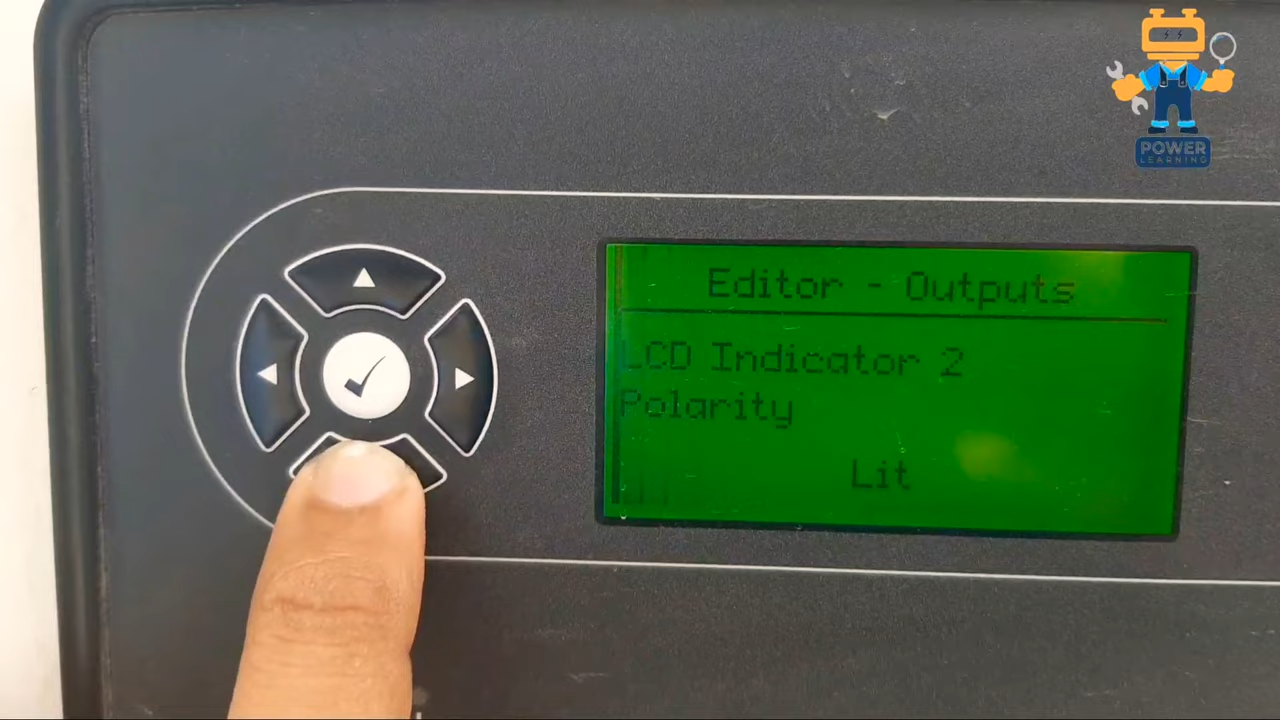 POWER
LEARNING
Editor - Outputs
LCD Indicator 2
Polarity
Lit